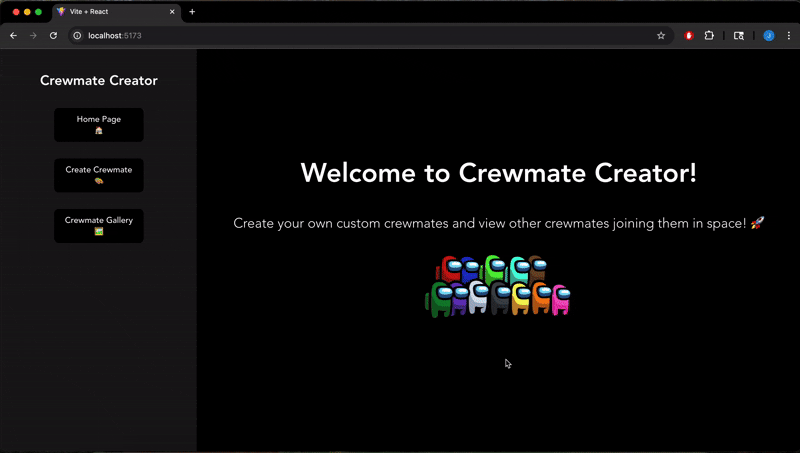 Vite + React
localhost:5173
J
Crewmate Creator
Home Page
Create Crewmate
Crewmate Gallery
Welcome to Crewmate Creator!
Create your own custom crewmates and view other crewmates joining them in space! 🚀